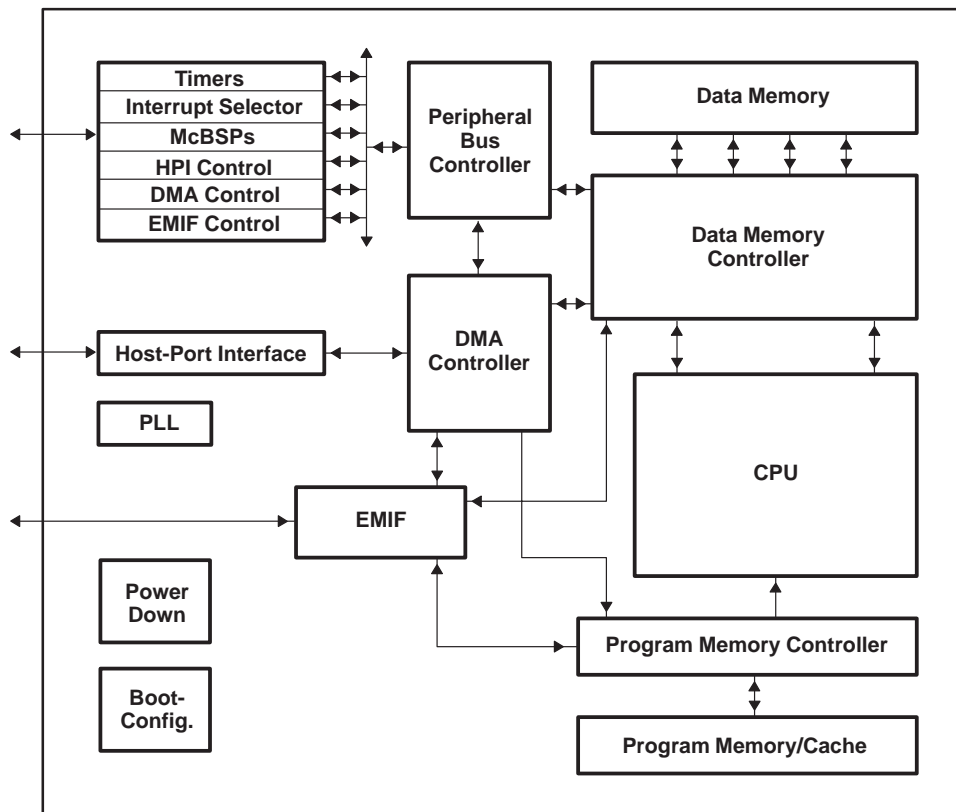 Timers
Interrupt Selector
McBSPs
HPI Control
DMA Control
EMIF Control
Peripheral
Bus
Controller
Data Memory
Data Memory
Controller
Host-Port Interface
DMA
Controller
PLL
CPU
EMIF
Power
Down
Program Memory Controller
Boot-
Config.
Program Memory/Cache